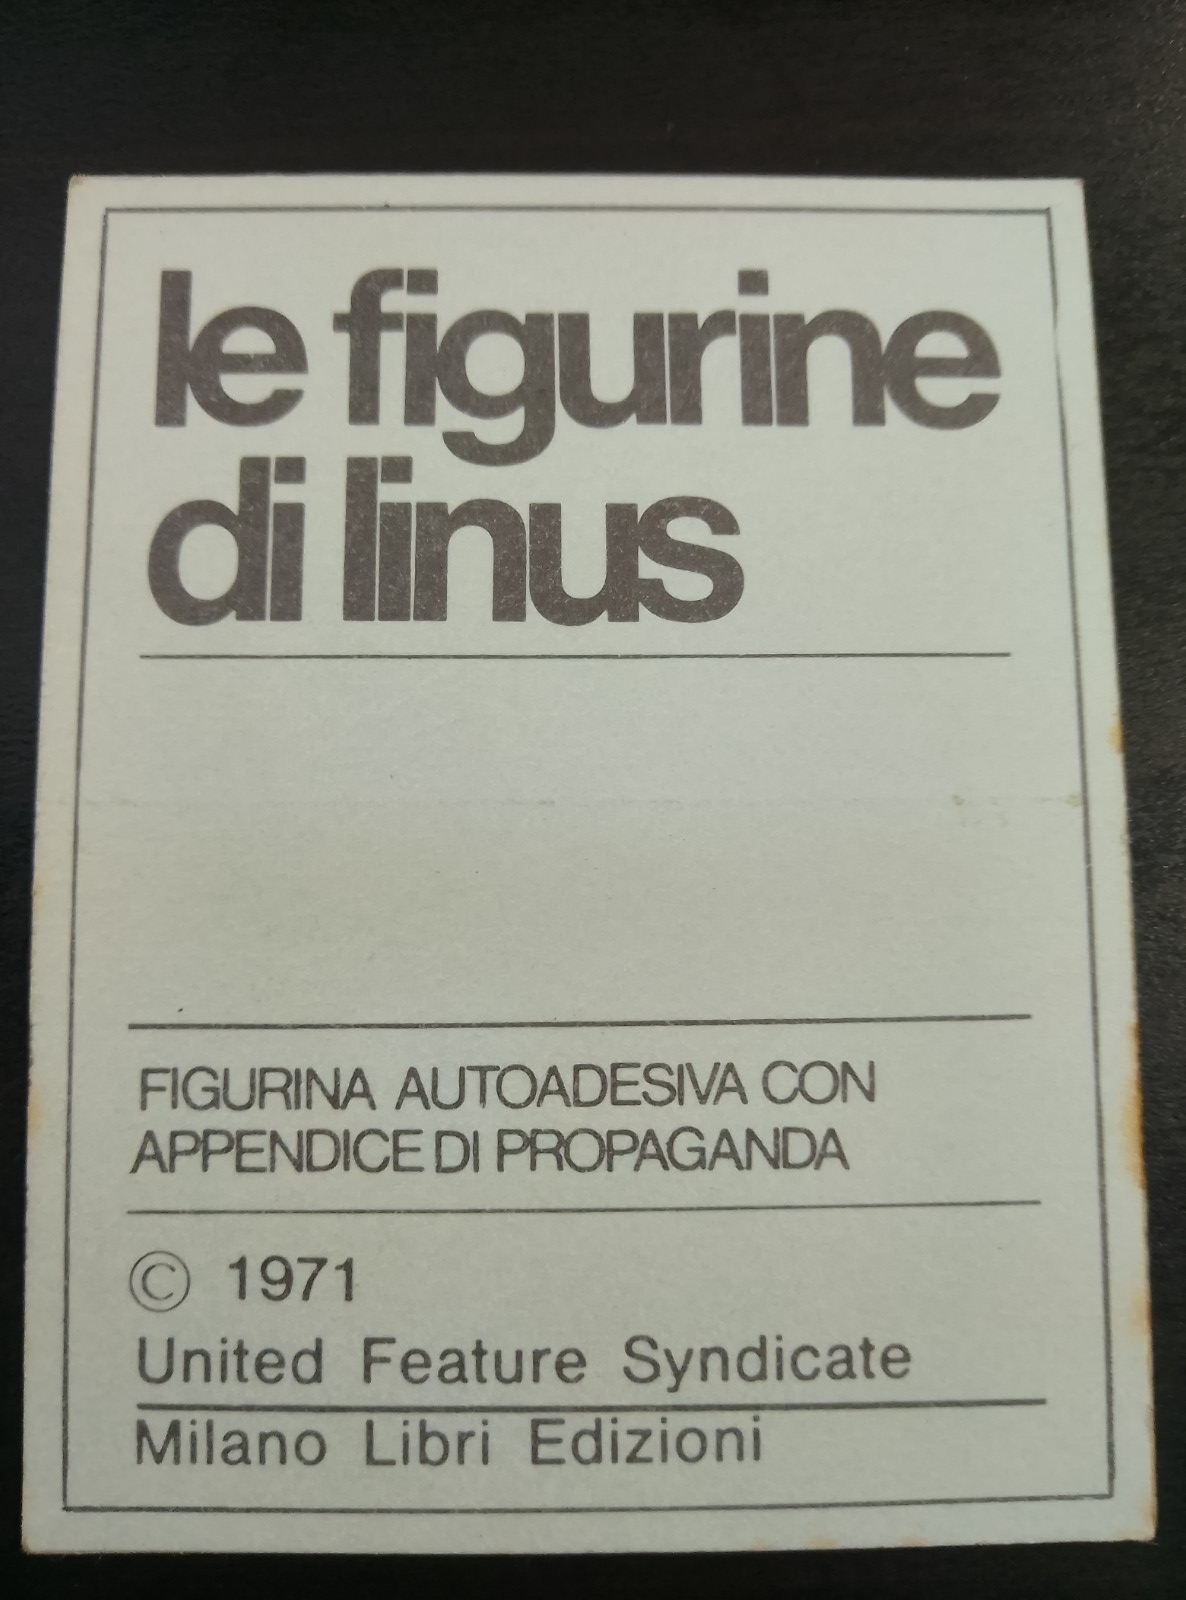 le figurine
di linus
FIGURINA AUTOADESIVA CON
APPENDICE DI PROPAGANDA
© 1971
United Feature Syndicate
Milano Libri Edizioni